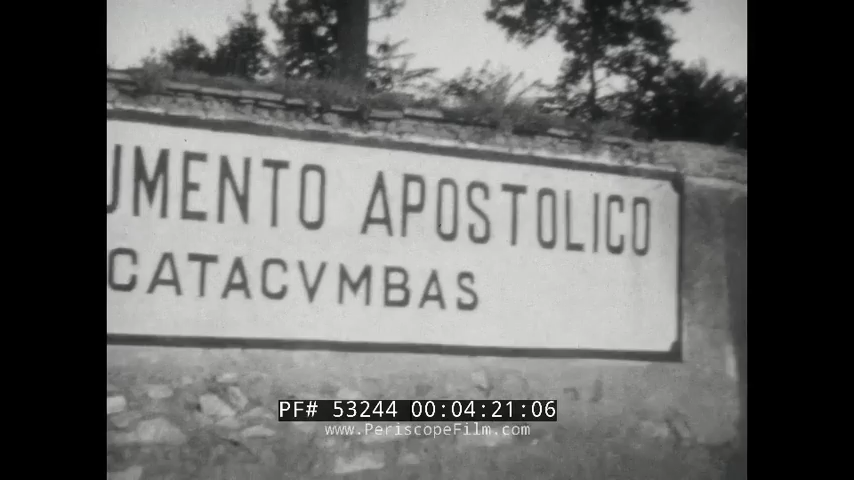 UMENTO APOSTOLICO
CATACVMBAS
PF# 53244 00:04:21:06
www.PeriscopeFilm.com